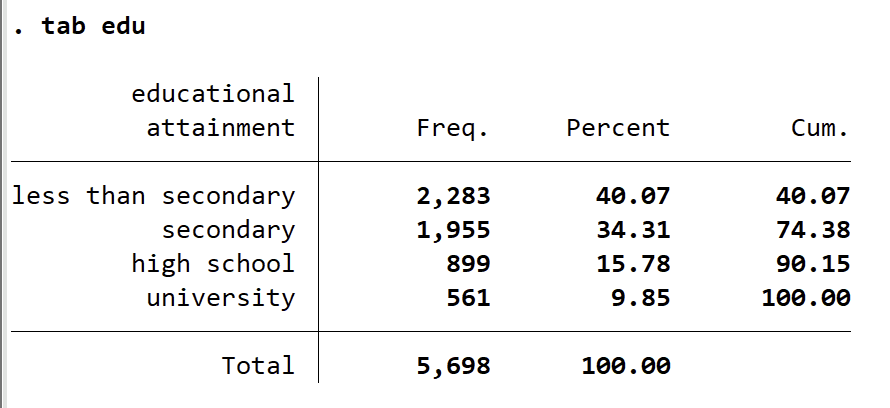 . tab edu
educational
attainment Freq. Percent Cum.
less than secondary 2,283 40.07 40.07
secondary 1,955 34.31 74.38
high school 899 15.78 90.15
university 561 9.85 100.00
Total 5,698 100.00